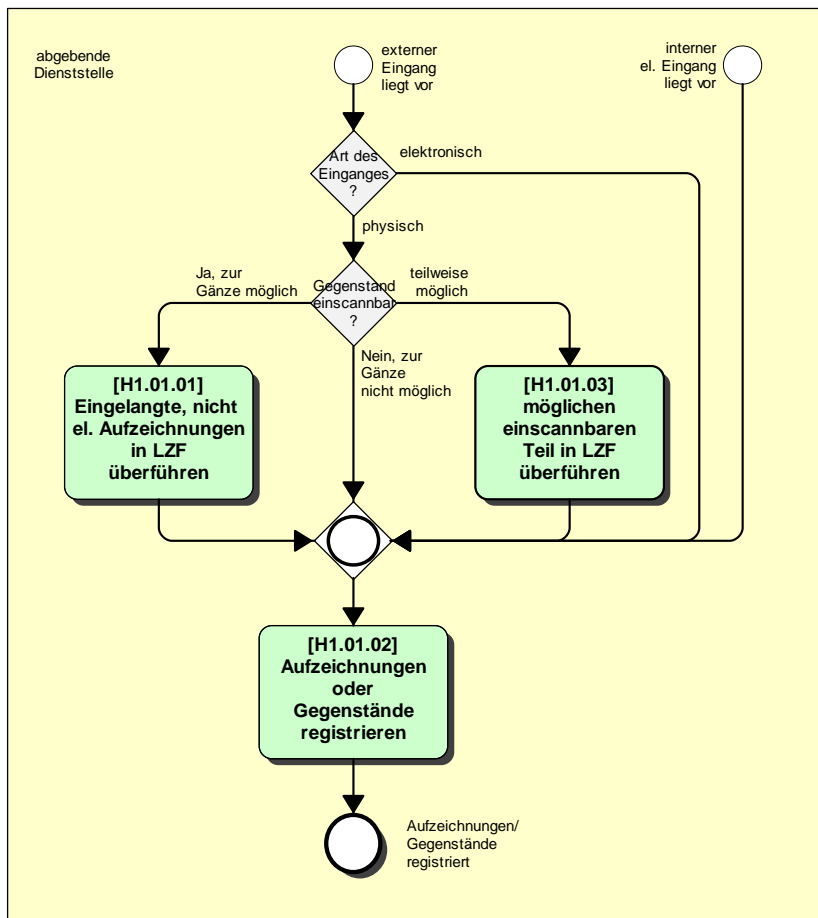 abgebende
Dienststelle
externer
Eingang
liegt vor
interner
el. Eingang
liegt vor
Art des
Einganges
?
elektronisch
physisch
Ja, zur
Gänze möglich
Gegenstand
einscannbar
?
teilweise
möglich
Nein, zur
Gänze
nicht möglich
[H1.01.01]
Eingelangte, nicht
el. Aufzeichnungen
in LZF
überführen
[H1.01.03]
möglichen
einscannbaren
Teil in LZF
überführen
[H1.01.02]
Aufzeichnungen
oder
Gegenstände
registrieren
Aufzeichnungen/
Gegenstände
registriert